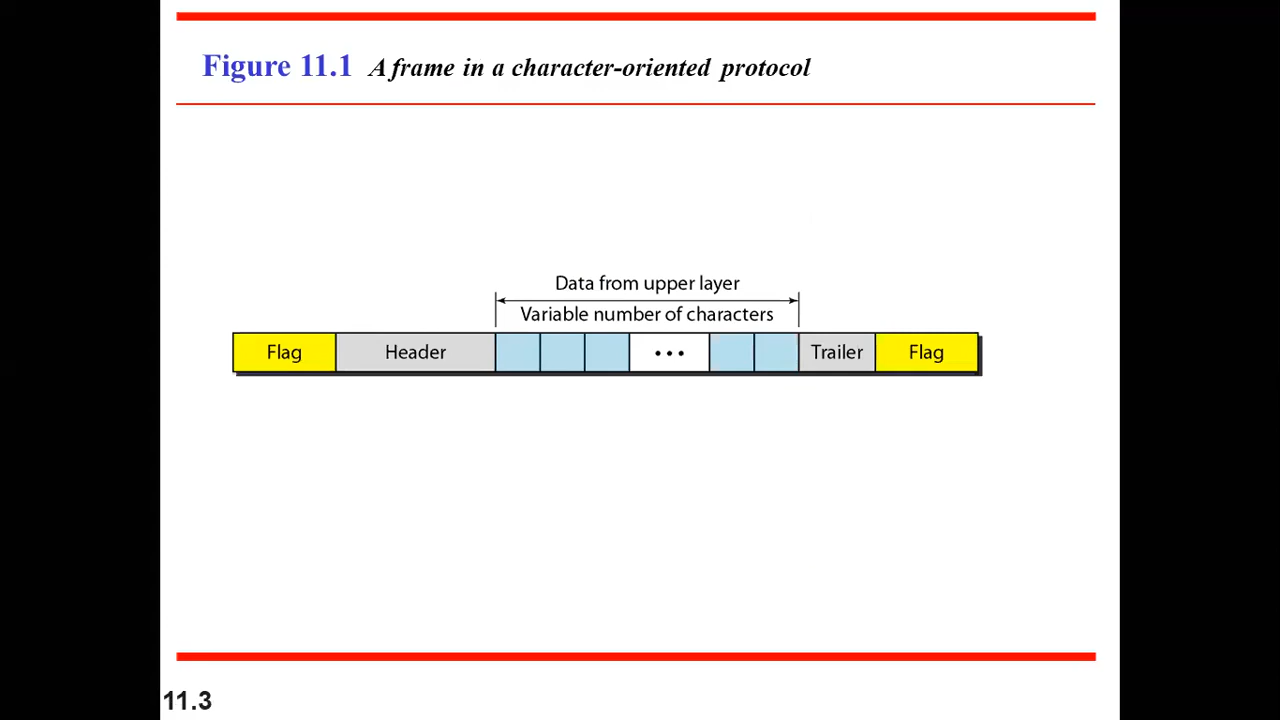 Figure 11.1 A frame in a character-oriented protocol
Data from upper layer
Variable number of characters
Flag Header ••• Trailer Flag
11.3